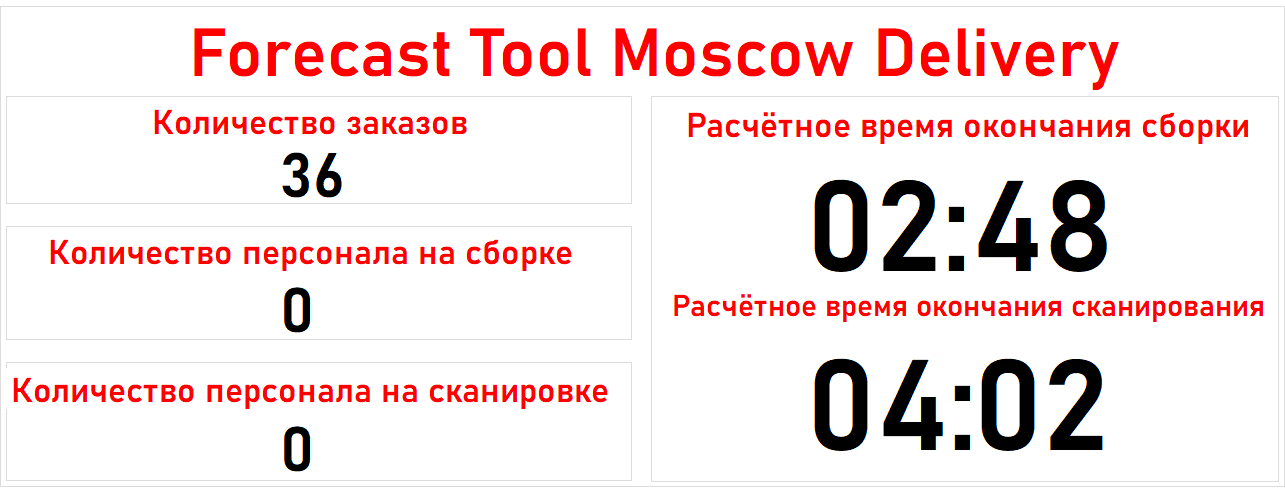 Forecast Tool Moscow Delivery
Количество заказов
36
Количество персонала на сборке
0
Количество персонала на сканировке
0
Расчётное время окончания сборки
02:48
Расчётное время окончания сканирования
04:02